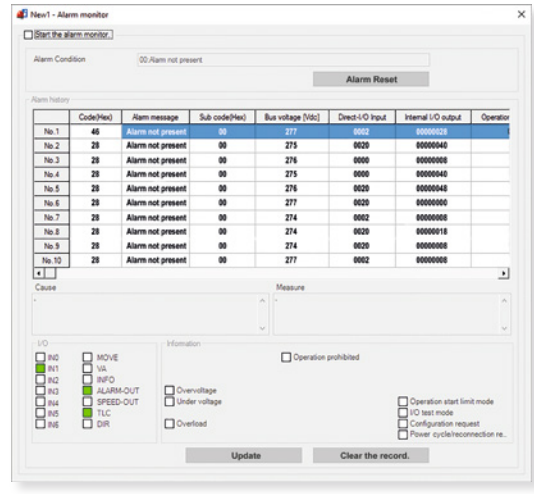 New1 - Alarm monitor
Start the alarm monitor.
Alarm Condition 00:Alarm not present
Alarm Reset
Alarm history
Code(Hex) Alarm message Sub code(Hex) Bus voltage [Vdc] Direct-I/O Input Internal I/O output Operation
No.1 46 Alarm not present 00 277 0002 00000028
No.2 28 Alarm not present 00 275 0020 00000040
No.3 28 Alarm not present 00 276 0000 00000008
No.4 28 Alarm not present 00 275 0000 00000040
No.5 28 Alarm not present 00 276 0020 00000048
No.6 28 Alarm not present 00 277 0000 00000000
No.7 28 Alarm not present 00 274 0002 00000008
No.8 28 Alarm not present 00 274 0020 00000018
No.9 28 Alarm not present 00 274 0020 00000008
No.10 28 Alarm not present 00 277 0002 00000008
Cause Measure
- -
I/O Information
IN0 MOVE Operation prohibited
IN1 VA
IN2 INFO
IN3 ALARM-OUT Overvoltage
IN4 SPEED-OUT Under voltage Operation start limit mode
IN5 TLC I/O test mode
IN6 DIR Overload Configuration request
Power cycle/reconnection re..
Update Clear the record.